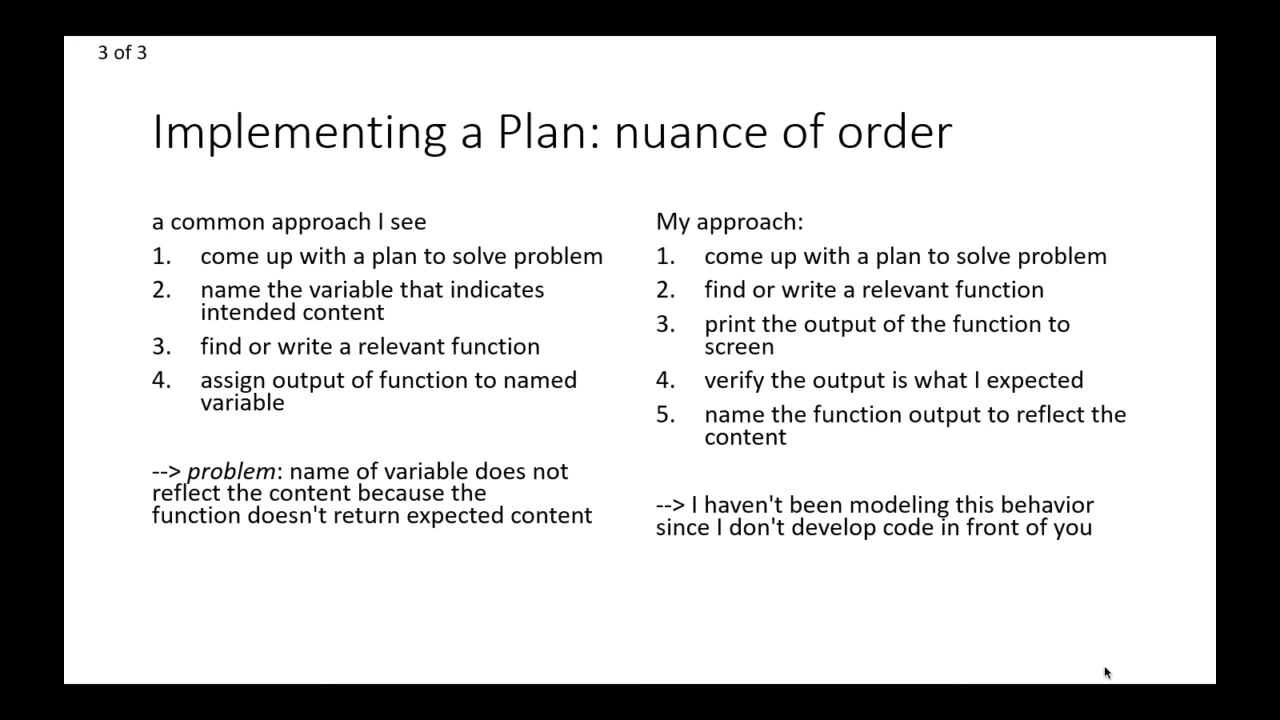 3 of 3
Implementing a Plan: nuance of order
a common approach I see
1. come up with a plan to solve problem
2. name the variable that indicates
intended content
3. find or write a relevant function
4. assign output of function to named
variable
--> problem: name of variable does not
reflect the content because the
function doesn't return expected content
My approach:
1. come up with a plan to solve problem
2. find or write a relevant function
3. print the output of the function to
screen
4. verify the output is what I expected
5. name the function output to reflect the
content
--> I haven't been modeling this behavior
since I don't develop code in front of you